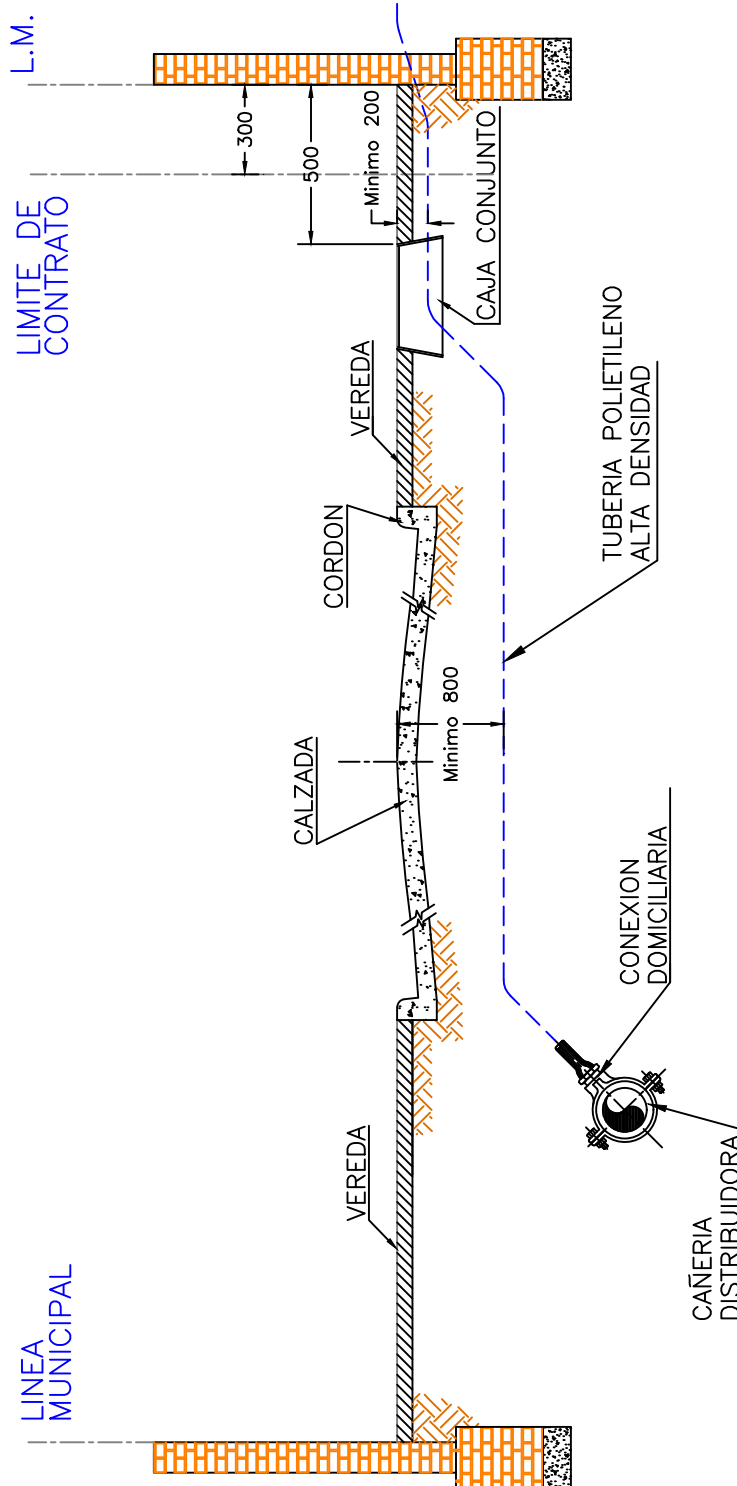 LINEA
MUNICIPAL
LIMITE DE
CONTRATO
L.M.
300
500
Minimo 200
VEREDA
CALZADA
CORDON
VEREDA
CAJA CONJUNTO
Minimo 800
CONEXION
DOMICILIARIA
TUBERIA POLIETILENO
ALTA DENSIDAD
CAÑERIA
DISTRIBUIDORA